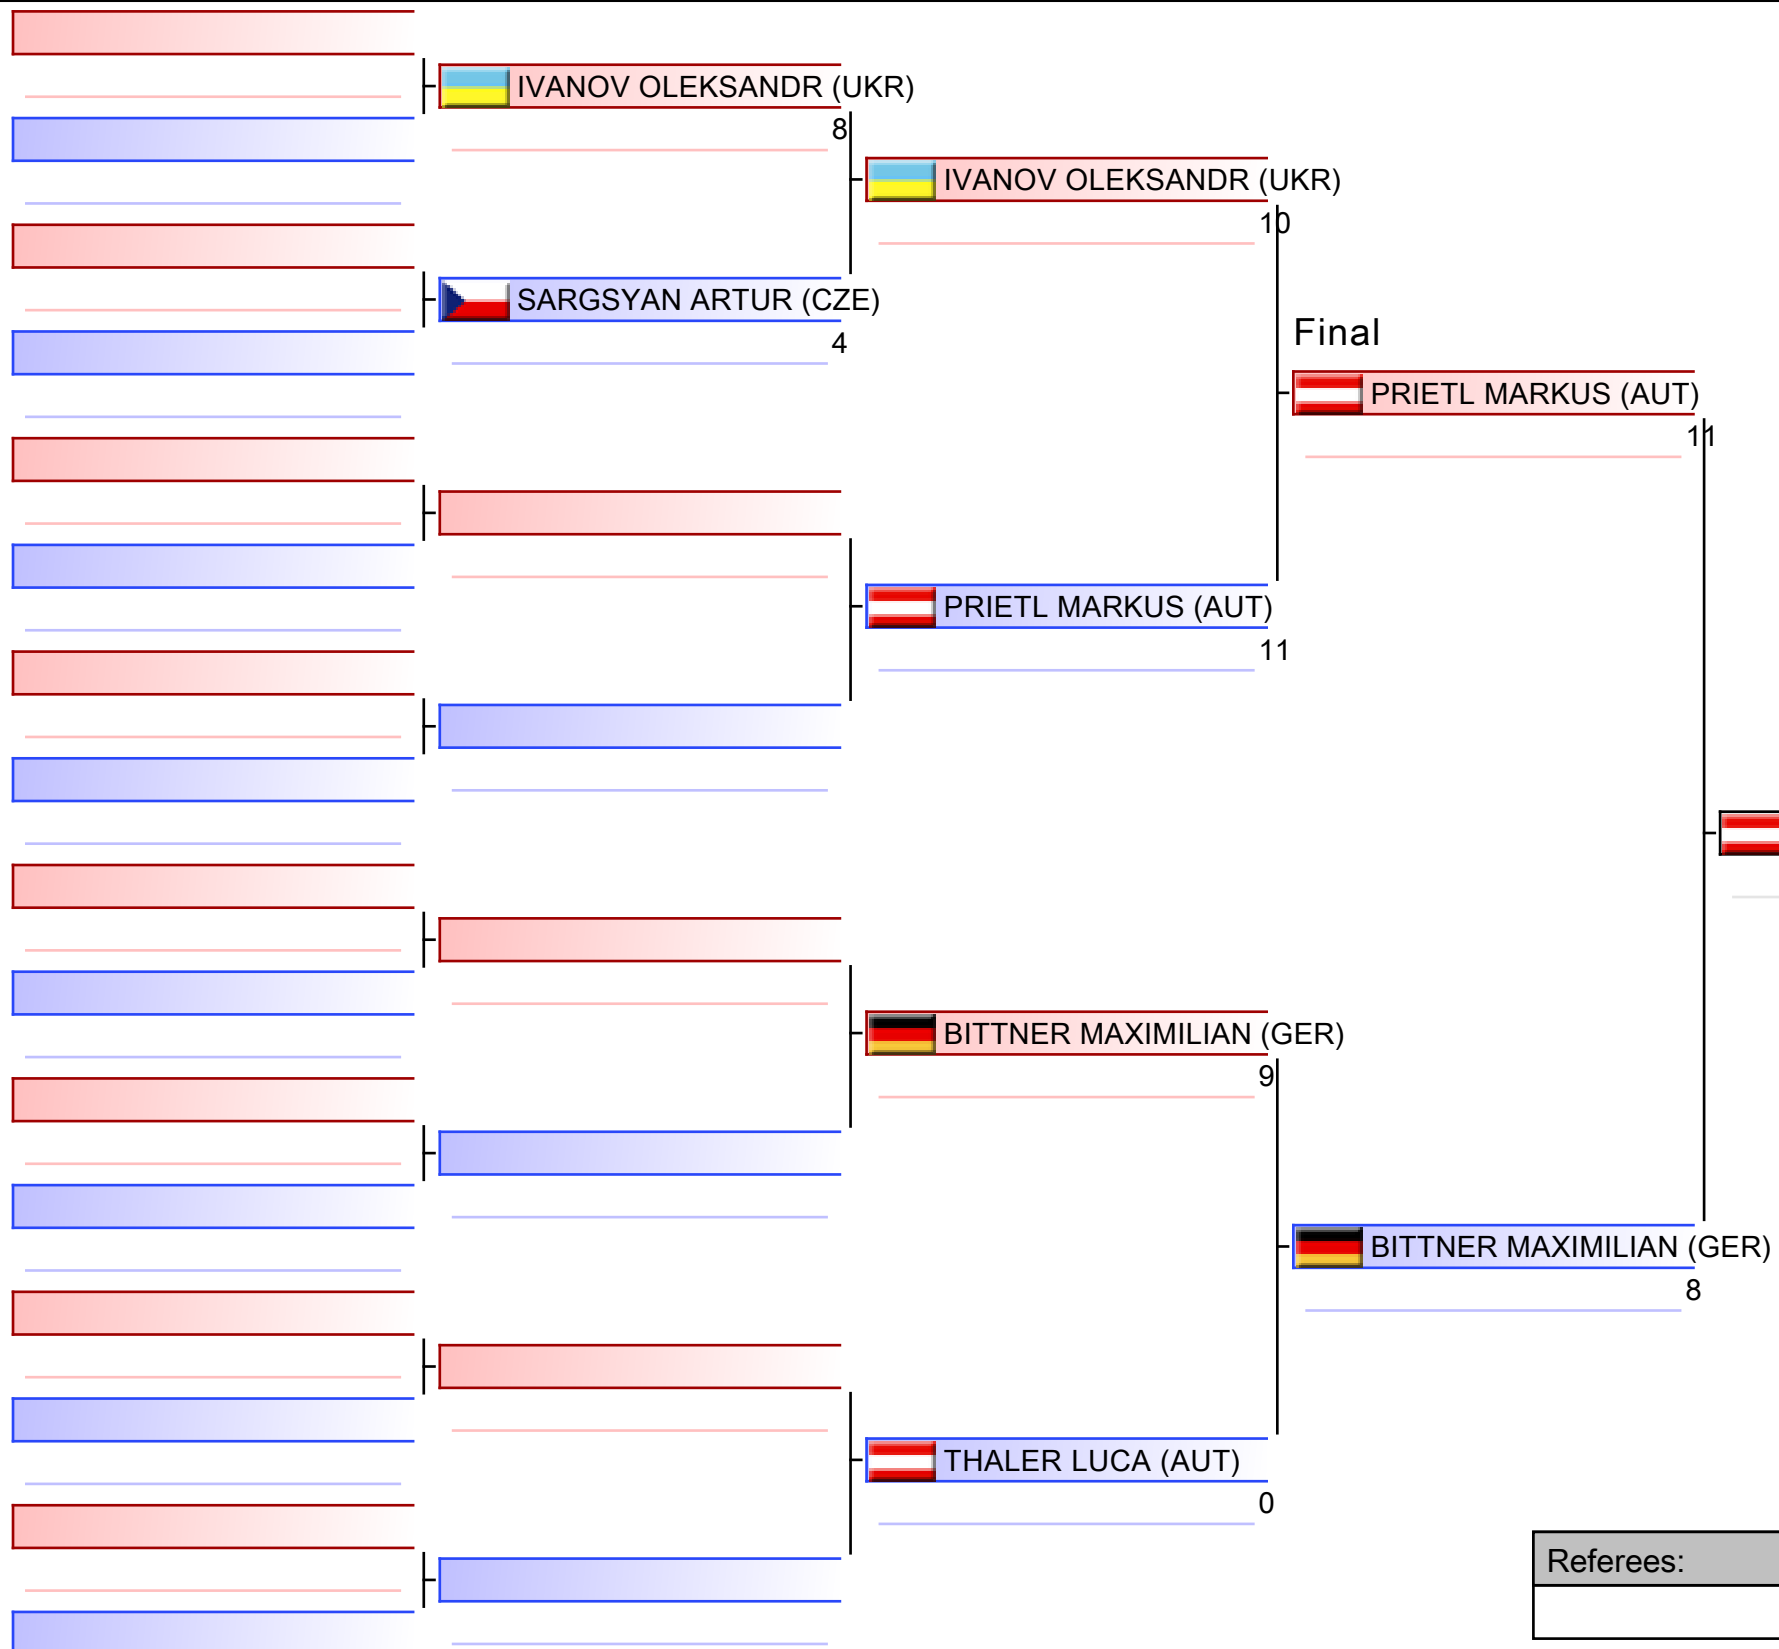 IVANOV OLEKSANDR (UKR)
8
SARGSYAN ARTUR (CZE)
4
IVANOV OLEKSANDR (UKR)
10
PRIETL MARKUS (AUT)
11
BITTNER MAXIMILIAN (GER)
9
THALER LUCA (AUT)
0
Final
PRIETL MARKUS (AUT)
11
BITTNER MAXIMILIAN (GER)
8
Referees: